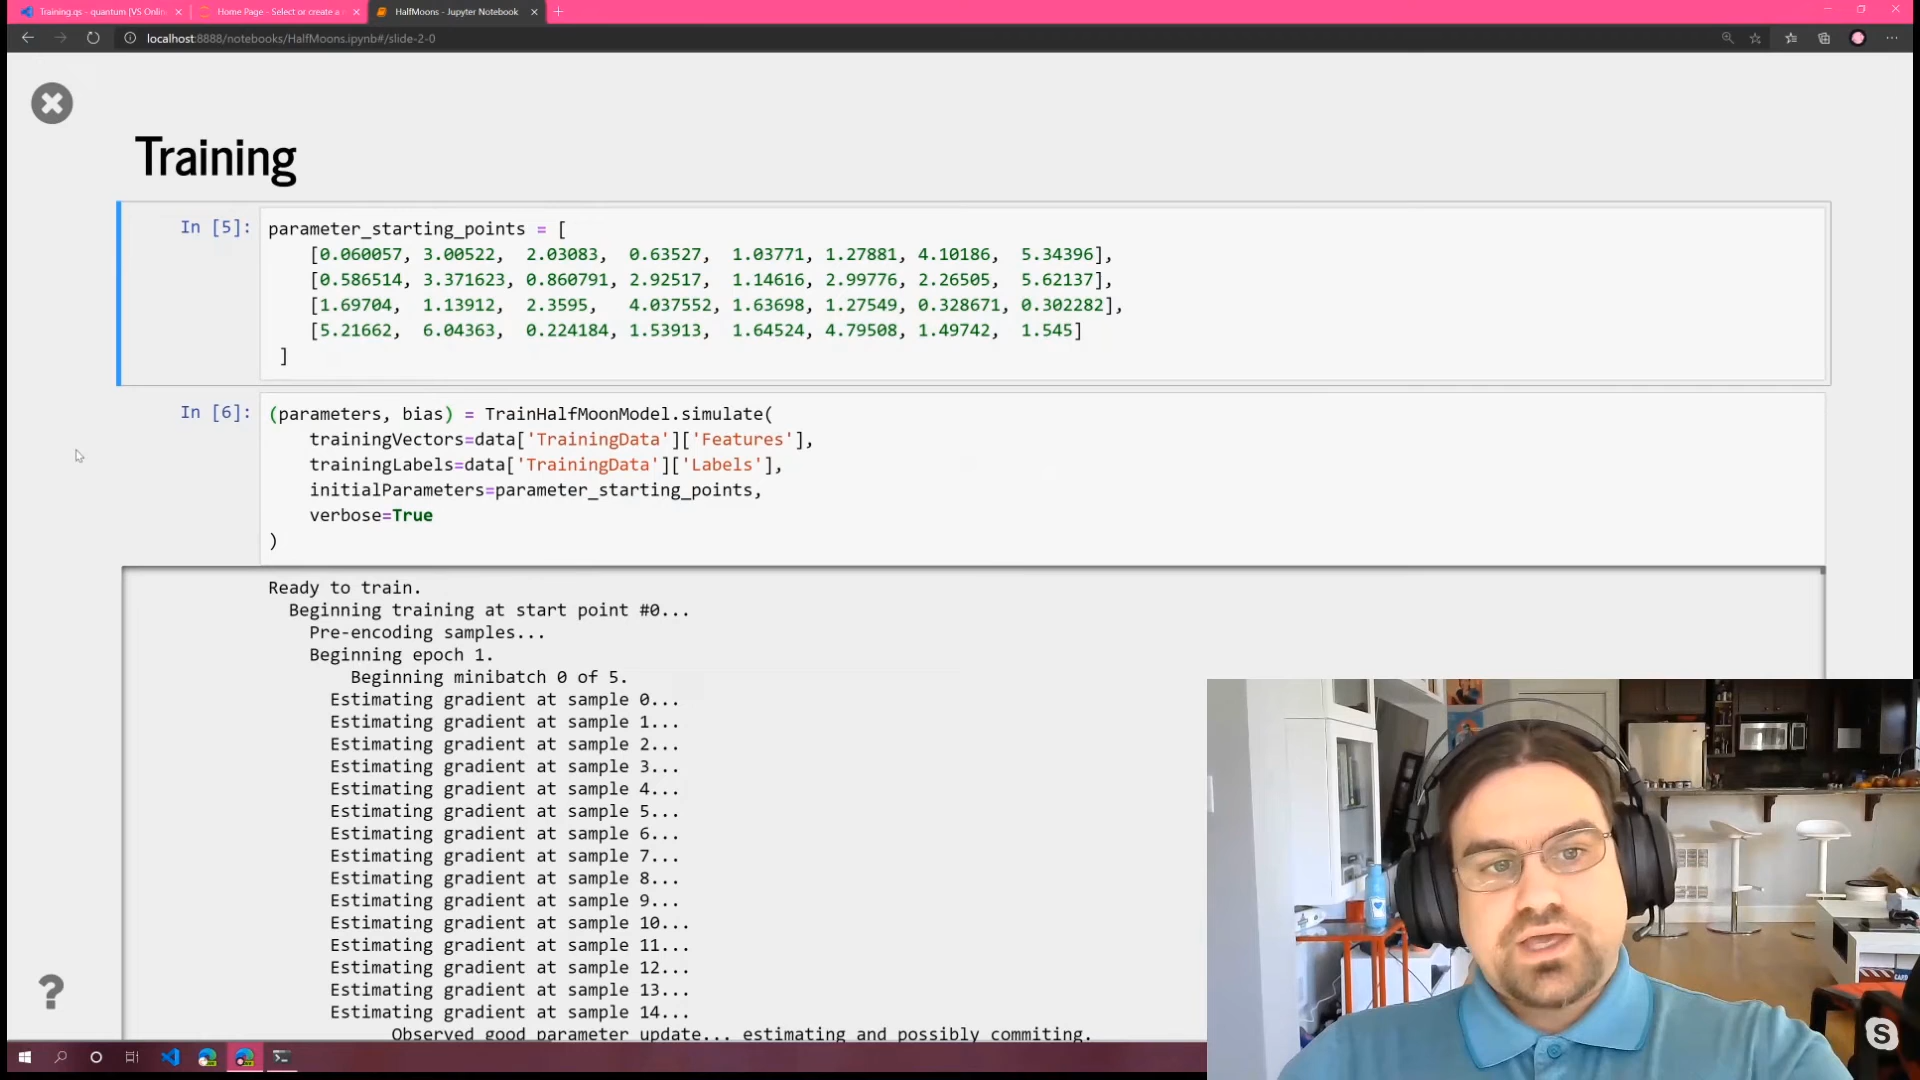 Training.qs - quantum [VS Onlin
Home Page - Select or create a
HalfMoons - Jupyter Notebook
localhost:8888/notebooks/HalfMoons.ipynb#/slide-2-0
Training
In [5]:
parameter_starting_points = [
[0.060057, 3.00522, 2.03083, 0.63527, 1.03771, 1.27881, 4.10186, 5.34396],
[0.586514, 3.371623, 0.860791, 2.92517, 1.14616, 2.99776, 2.26505, 5.62137],
[1.69704, 1.13912, 2.3595, 4.037552, 1.63698, 1.27549, 0.328671, 0.302282],
[5.21662, 6.04363, 0.224184, 1.53913, 1.64524, 4.79508, 1.49742, 1.545]
]
In [6]:
(parameters, bias) = TrainHalfMoonModel.simulate(
trainingVectors=data['TrainingData']['Features'],
trainingLabels=data['TrainingData']['Labels'],
initialParameters=parameter_starting_points,
verbose=True
)
Ready to train.
Beginning training at start point #0...
Pre-encoding samples...
Beginning epoch 1.
Beginning minibatch 0 of 5.
Estimating gradient at sample 0...
Estimating gradient at sample 1...
Estimating gradient at sample 2...
Estimating gradient at sample 3...
Estimating gradient at sample 4...
Estimating gradient at sample 5...
Estimating gradient at sample 6...
Estimating gradient at sample 7...
Estimating gradient at sample 8...
Estimating gradient at sample 9...
Estimating gradient at sample 10...
Estimating gradient at sample 11...
Estimating gradient at sample 12...
Estimating gradient at sample 13...
Estimating gradient at sample 14...
Observed good parameter update... estimating and possibly commiting.